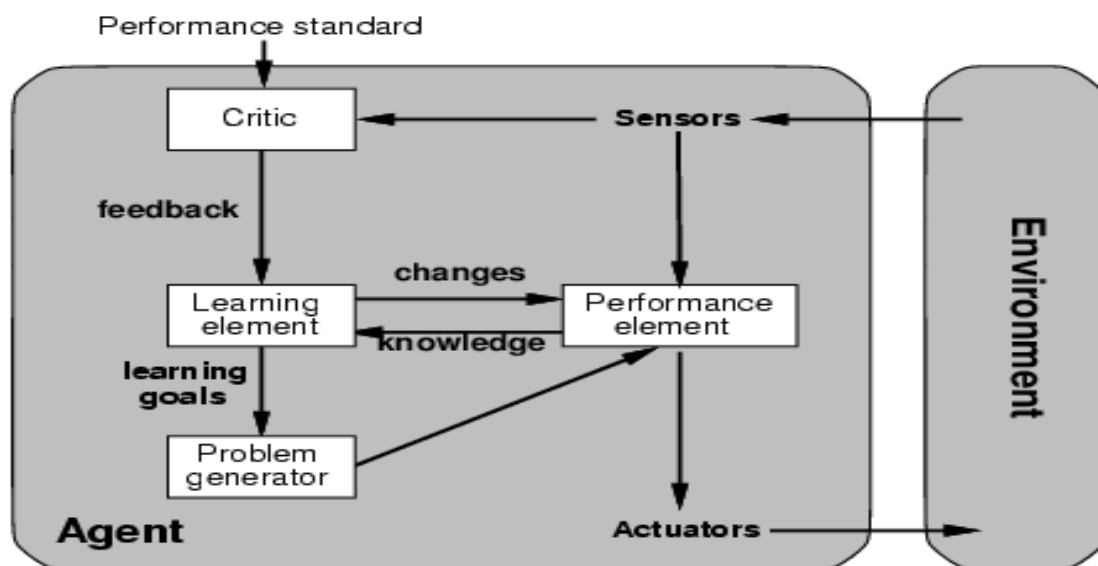 Performance standard
Critic
Sensors
feedback
changes
Learning
element
Performance
element
knowledge
learning
goals
Problem
generator
Agent
Actuators
Environment